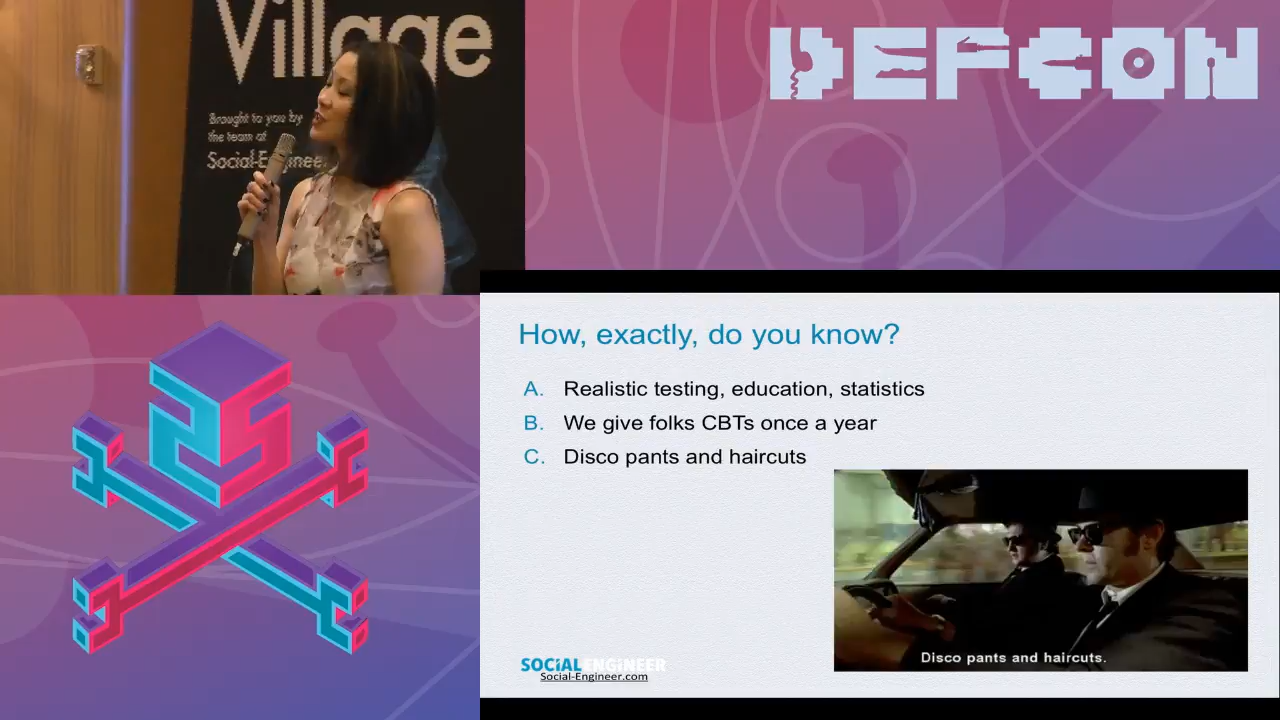 Village
Brought to you by
the team at
Social-Engineer
DEFCON
How, exactly, do you know?
A. Realistic testing, education, statistics
B. We give folks CBTs once a year
C. Disco pants and haircuts
Disco pants and haircuts.
SOCIAL ENGINEER
Social-Engineer.com